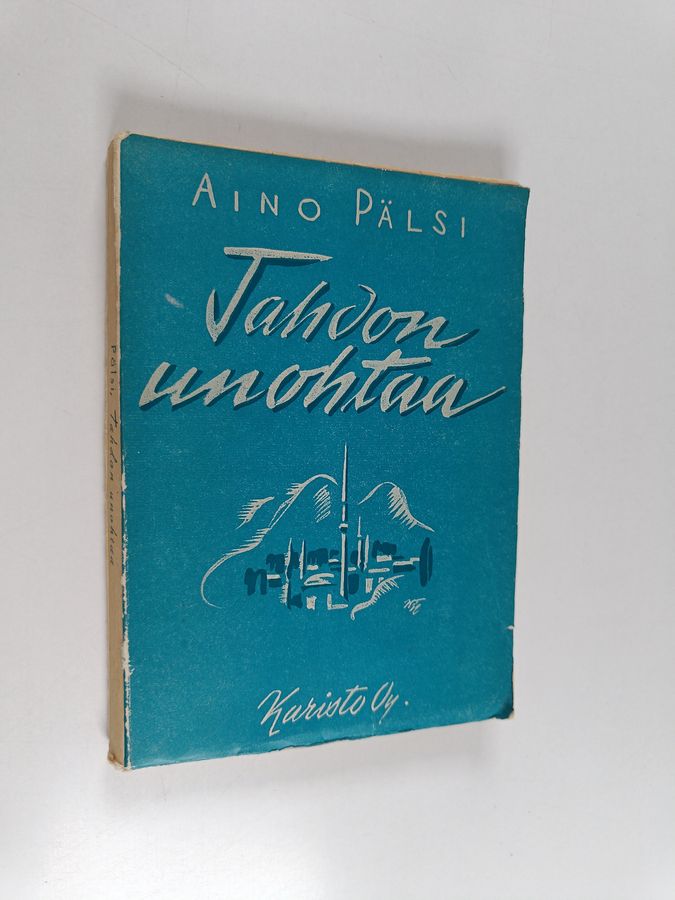 AINO PÄLSI
Tahdon
unohtaa
Karisto Oy.
Pälsi, Tahdon unohtaa